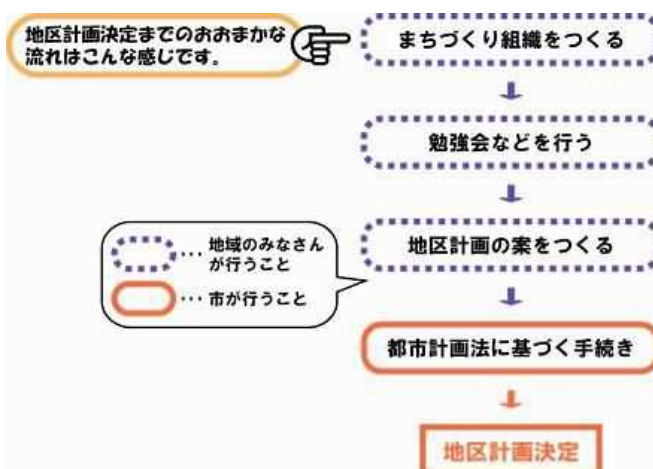 地区計画決定までのおおまかな
流れはこんな感じです。
まちづくり組織をつくる
勉強会などを行う
地区計画の案をつくる
…地域のみなさん
が行うこと
…市が行うこと
都市計画法に基づく手続き
地区計画決定